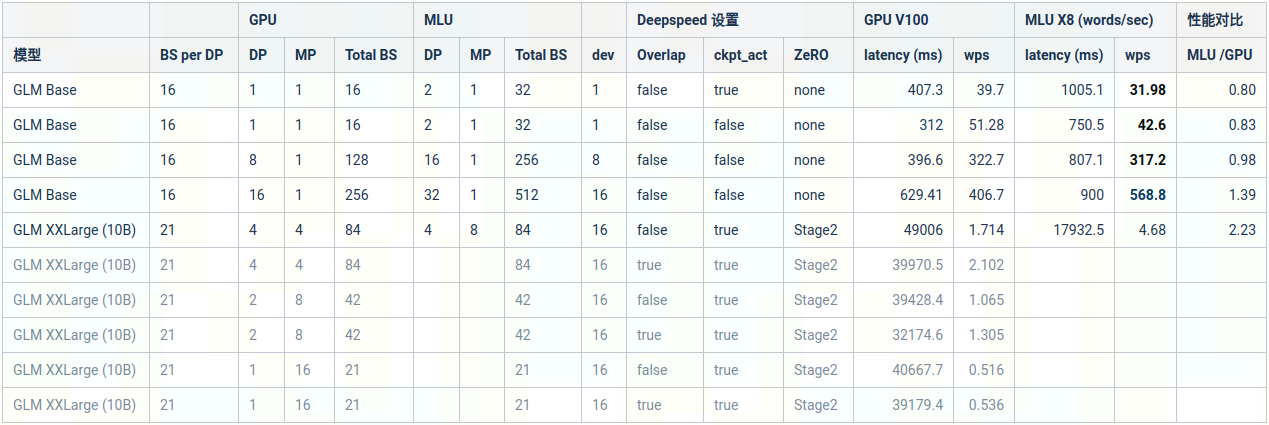 GPU MLU Deepspeed 设置 GPU V100 MLU X8 (words/sec) 性能对比
模型 BS per DP DP MP Total BS DP MP Total BS dev Overlap ckpt_act ZeRO latency (ms) wps latency (ms) wps MLU /GPU
GLM Base 16 1 1 16 2 1 32 1 false true none 407.3 39.7 1005.1 31.98 0.80
GLM Base 16 1 1 16 2 1 32 1 false false none 312 51.28 750.5 42.6 0.83
GLM Base 16 8 1 128 16 1 256 8 false false none 396.6 322.7 807.1 317.2 0.98
GLM Base 16 16 1 256 32 1 512 16 false false none 629.41 406.7 900 568.8 1.39
GLM XXLarge (10B) 21 4 4 84 4 8 84 16 false true Stage2 49006 1.714 17932.5 4.68 2.23
GLM XXLarge (10B) 21 4 4 84 84 16 true true Stage2 39970.5 2.102
GLM XXLarge (10B) 21 2 8 42 42 16 false true Stage2 39428.4 1.065
GLM XXLarge (10B) 21 2 8 42 42 16 true true Stage2 32174.6 1.305
GLM XXLarge (10B) 21 1 16 21 21 16 false true Stage2 40667.7 0.516
GLM XXLarge (10B) 21 1 16 21 21 16 true true Stage2 39179.4 0.536